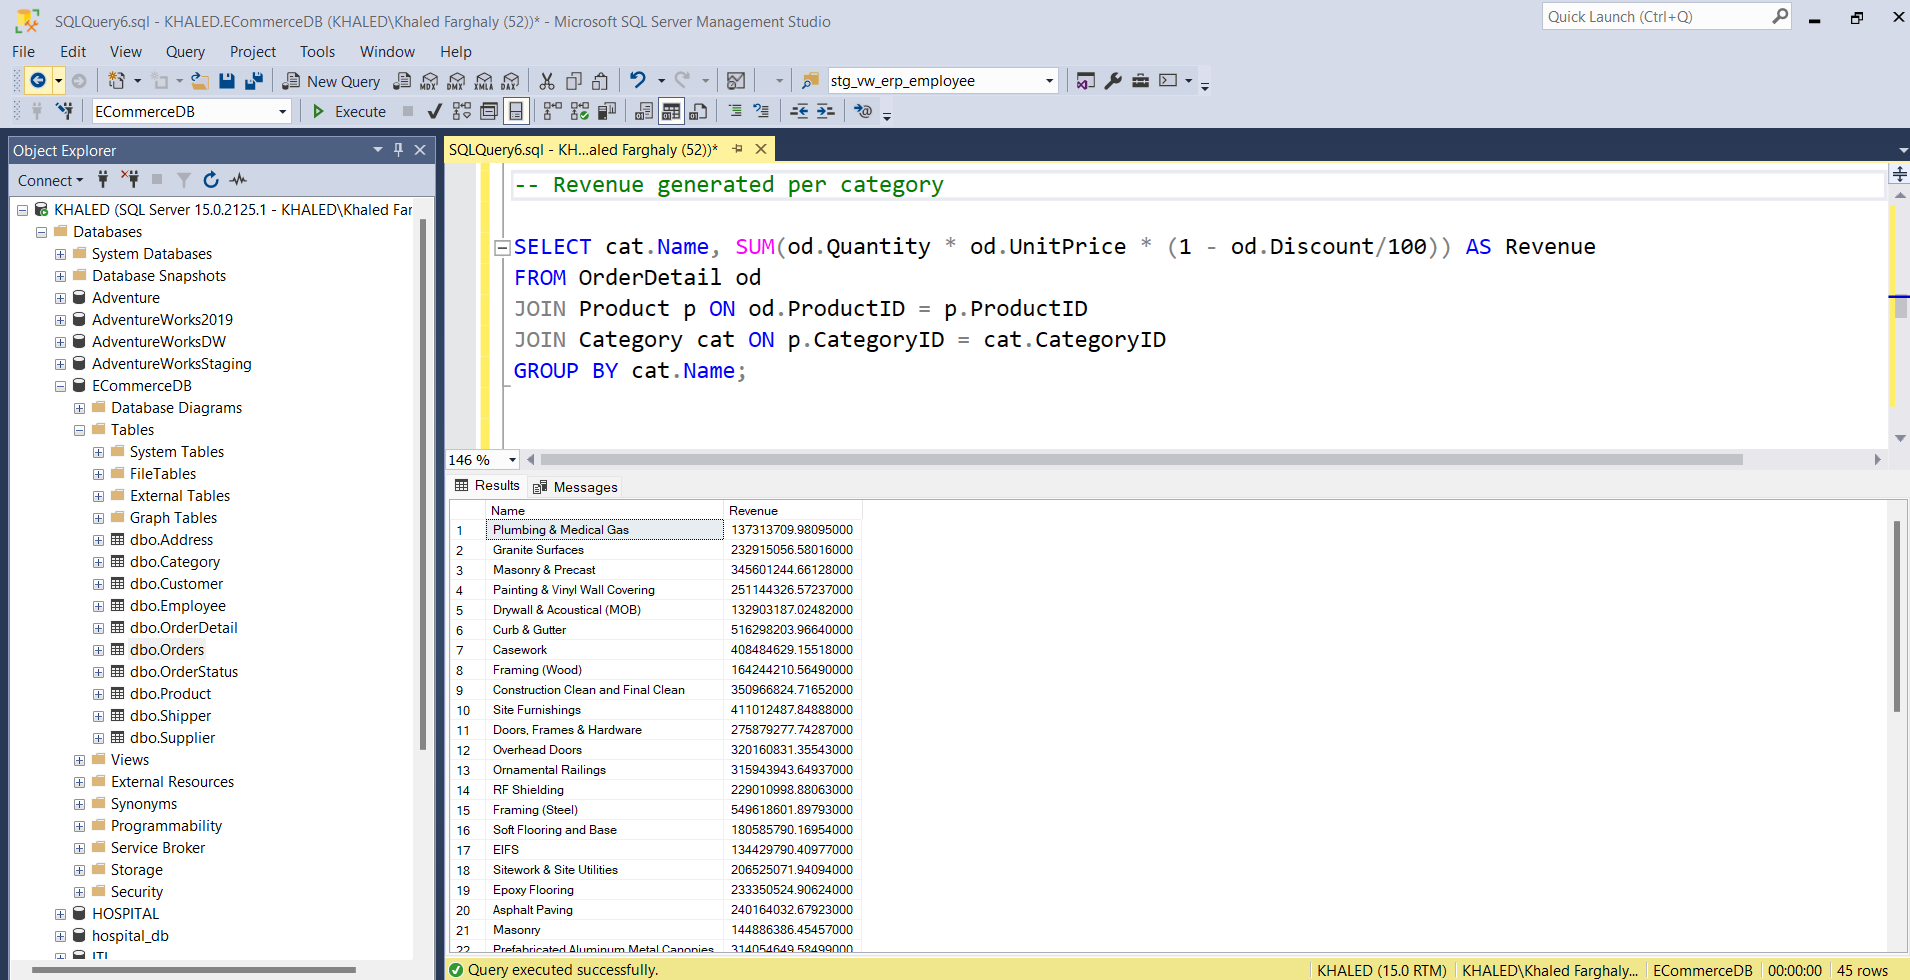 SQLQuery6.sql - KHALED.ECommerceDB (KHALED\Khaled Farghaly (52))* - Microsoft SQL Server Management Studio
Quick Launch (Ctrl+Q)
File Edit View Query Project Tools Window Help
New Query MDX DMX XMLA DAX stg_vw_erp_employee
ECommerceDB Execute
Object Explorer
SQLQuery6.sql - KH...aled Farghaly (52))*
Connect
KHALED (SQL Server 15.0.2125.1 - KHALED\Khaled Far
Databases
System Databases
Database Snapshots
Adventure
AdventureWorks2019
AdventureWorksDW
AdventureWorksStaging
ECommerceDB
Database Diagrams
Tables
System Tables
FileTables
External Tables
Graph Tables
dbo.Address
dbo.Category
dbo.Customer
dbo.Employee
dbo.OrderDetail
dbo.Orders
dbo.OrderStatus
dbo.Product
dbo.Shipper
dbo.Supplier
Views
External Resources
Synonyms
Programmability
Service Broker
Storage
Security
HOSPITAL
hospital_db
ITI
-- Revenue generated per category
SELECT cat.Name, SUM(od.Quantity * od.UnitPrice * (1 - od.Discount/100)) AS Revenue
FROM OrderDetail od
JOIN Product p ON od.ProductID = p.ProductID
JOIN Category cat ON p.CategoryID = cat.CategoryID
GROUP BY cat.Name;
146 %
Results Messages
Name Revenue
1 Plumbing & Medical Gas 137313709.98095000
2 Granite Surfaces 232915056.58016000
3 Masonry & Precast 345601244.66128000
4 Painting & Vinyl Wall Covering 251144326.57237000
5 Drywall & Acoustical (MOB) 132903187.02482000
6 Curb & Gutter 516298203.96640000
7 Casework 408484629.15518000
8 Framing (Wood) 164244210.56490000
9 Construction Clean and Final Clean 350966824.71652000
10 Site Furnishings 411012487.84888000
11 Doors, Frames & Hardware 275879277.74287000
12 Overhead Doors 320160831.35543000
13 Ornamental Railings 315943943.64937000
14 RF Shielding 229010998.88063000
15 Framing (Steel) 549618601.89793000
16 Soft Flooring and Base 180585790.16954000
17 EIFS 134429790.40977000
18 Sitework & Site Utilities 206525071.94094000
19 Epoxy Flooring 233350524.90624000
20 Asphalt Paving 240164032.67923000
21 Masonry 144886386.45457000
22 Prefabricated Aluminum Metal Canopies 314054649.58499000
Query executed successfully.
KHALED (15.0 RTM) KHALED\Khaled Farghaly... ECommerceDB 00:00:00 45 rows